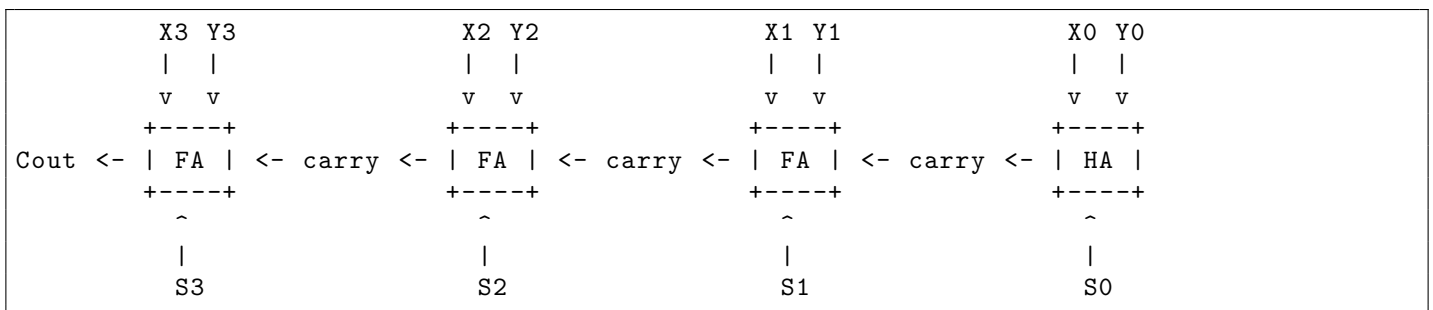 X3 Y3                X2 Y2                X1 Y1                X0 Y0
|  |                 |  |                 |  |                 |  |
v  v                 v  v                 v  v                 v  v
+----+               +----+               +----+               +----+
Cout <- | FA | <- carry <- | FA | <- carry <- | FA | <- carry <- | HA |
+----+               +----+               +----+               +----+
^                    ^                    ^                    ^
|                    |                    |                    |
S3                   S2                   S1                   S0